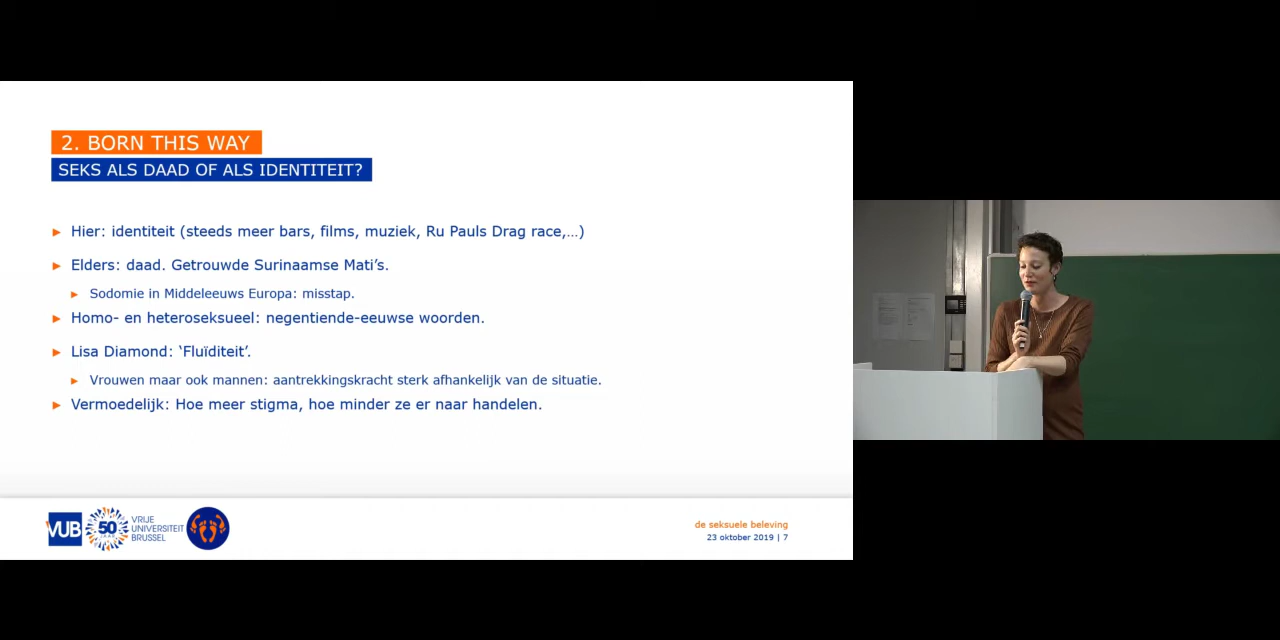 2. BORN THIS WAY
SEKS ALS DAAD OF ALS IDENTITEIT?
Hier: identiteit (steeds meer bars, films, muziek, Ru Pauls Drag race,...)
Elders: daad. Getrouwde Surinaamse Mati’s.
Sodomie in Middeleeuws Europa: misstap.
Homo- en heteroseksueel: negentiende-eeuwse woorden.
Lisa Diamond: ‘Fluïditeit’.
Vrouwen maar ook mannen: aantrekkingskracht sterk afhankelijk van de situatie.
Vermoedelijk: Hoe meer stigma, hoe minder ze er naar handelen.
VUB
50
JAAR
VRIJE
UNIVERSITEIT
BRUSSEL
de seksuele beleving
23 oktober 2019 | 7